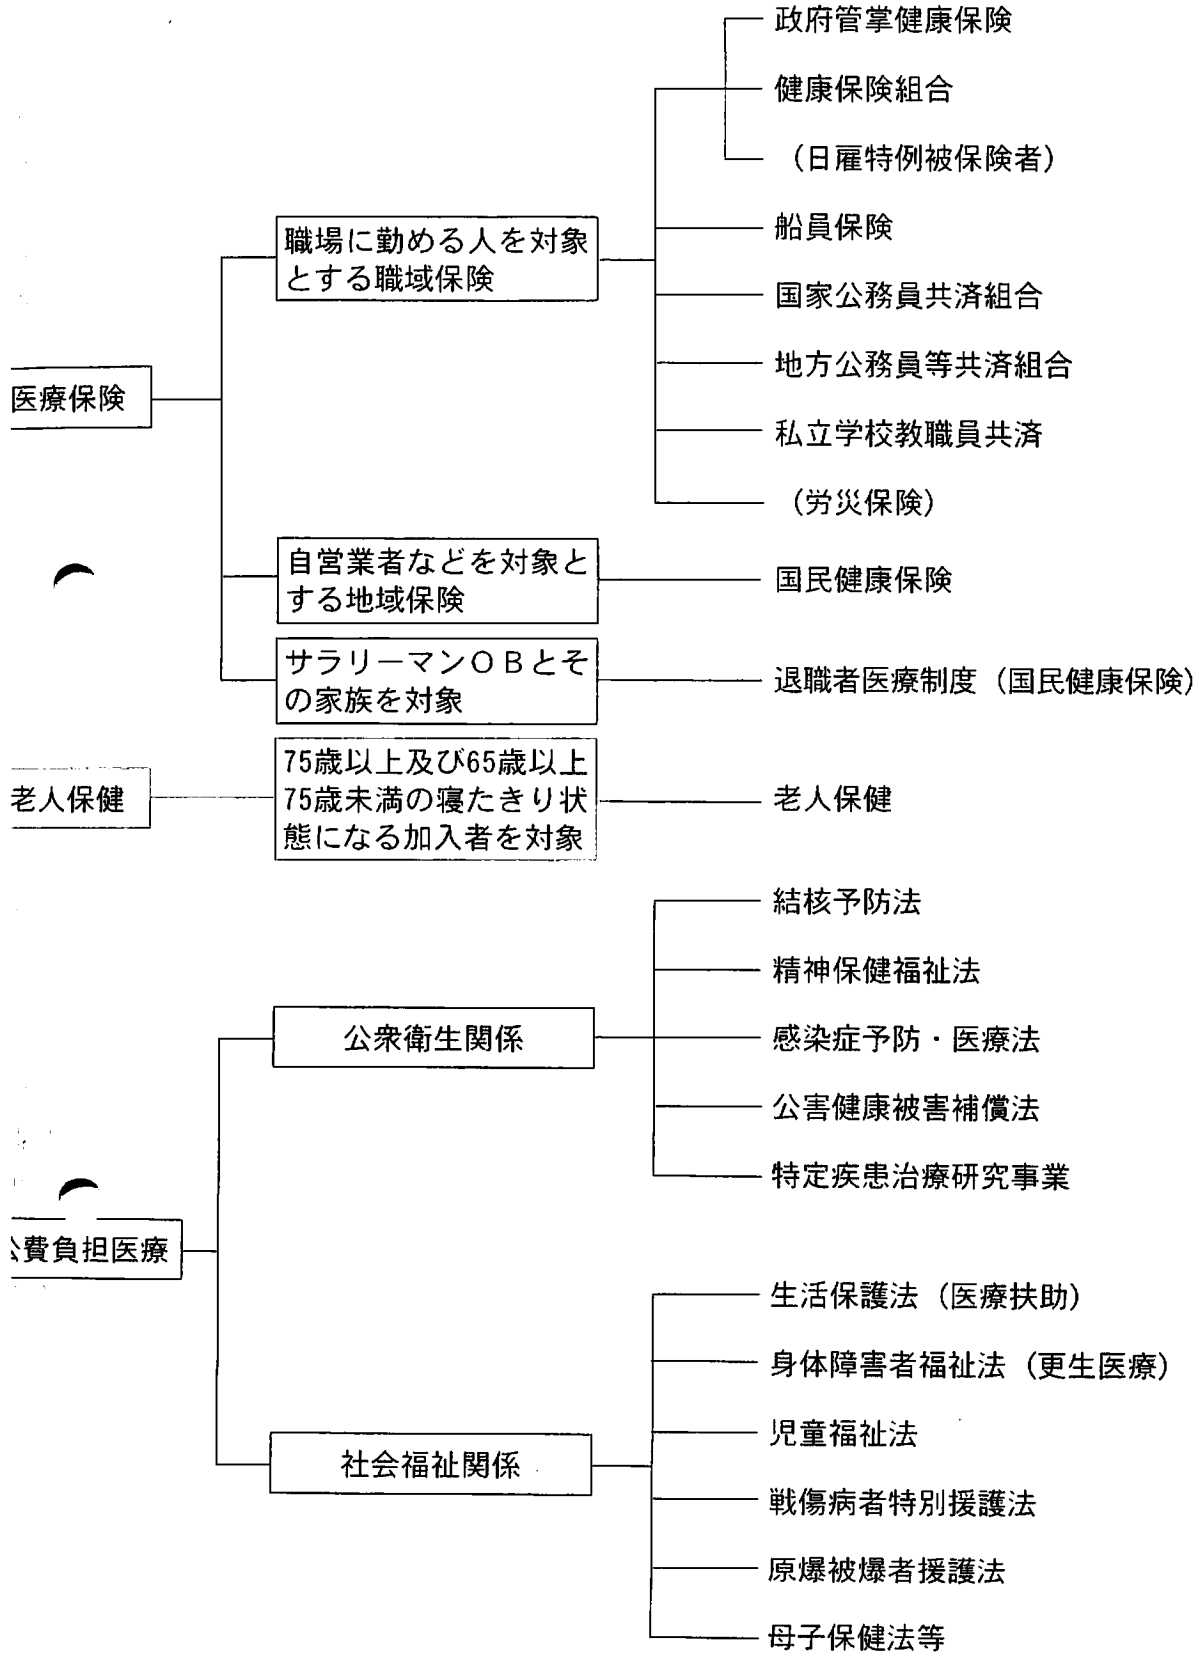 医療保険
職場に勤める人を対象
とする職域保険
政府管掌健康保険
健康保険組合
（日雇特例被保険者）
船員保険
国家公務員共済組合
地方公務員等共済組合
私立学校教職員共済
（労災保険）
自営業者などを対象と
する地域保険
国民健康保険
サラリーマンＯＢとそ
の家族を対象
退職者医療制度（国民健康保険）
老人保健
75歳以上及び65歳以上
75歳未満の寝たきり状
態になる加入者を対象
老人保健
公費負担医療
公衆衛生関係
結核予防法
精神保健福祉法
感染症予防・医療法
公害健康被害補償法
特定疾患治療研究事業
社会福祉関係
生活保護法（医療扶助）
身体障害者福祉法（更生医療）
児童福祉法
戦傷病者特別援護法
原爆被爆者援護法
母子保健法等